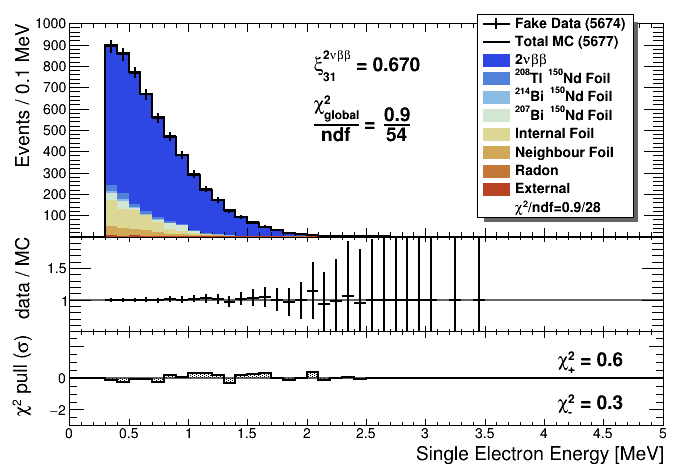 Events / 0.1 MeV
1000
900
800
700
600
500
400
300
200
100
ξ³¹ 2νββ = 0.670
χ² global / ndf = 0.9 / 54
Fake Data (5674)
Total MC (5677)
2νββ
²⁰⁸Tl ¹⁵⁰Nd Foil
²¹⁴Bi ¹⁵⁰Nd Foil
²⁰⁷Bi ¹⁵⁰Nd Foil
Internal Foil
Neighbour Foil
Radon
External
χ²/ndf=0.9/28
data / MC
1.5
1
χ² pull (σ)
0
−2
χ²₊ = 0.6
χ²₋ = 0.3
0 0.5 1 1.5 2 2.5 3 3.5 4 4.5 5
Single Electron Energy [MeV]